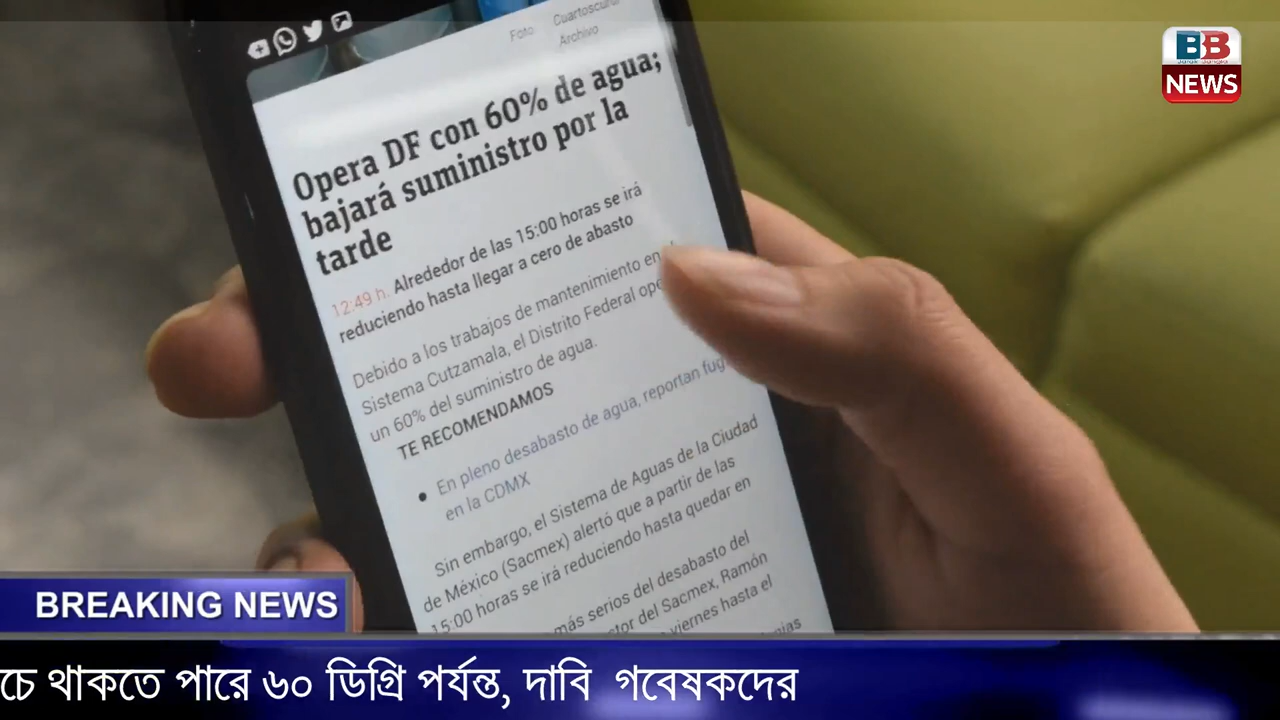 Foto Cuartoscuro
Archivo
BB
NEWS
Opera DF con 60% de agua;
bajará suministro por la
tarde
12:49 h. Alrededor de las 15:00 horas se irá
reduciendo hasta llegar a cero de abasto
Debido a los trabajos de mantenimiento en
Sistema Cutzamala, el Distrito Federal
un 60% del suministro de agua.
TE RECOMENDAMOS
• En pleno desabasto de agua, reportan
en la CDMX
Sin embargo, el Sistema de Aguas de la Ciudad
de México (Sacmex) alertó que a partir de las
15:00 horas se irá reduciendo hasta quedar en
más serios del desabasto del
del Sacmex, Ramón
viernes hasta el
BREAKING NEWS
থাকতে পারে ৬০ ডিগ্রি পর্যন্ত, দাবি গবেষকদের